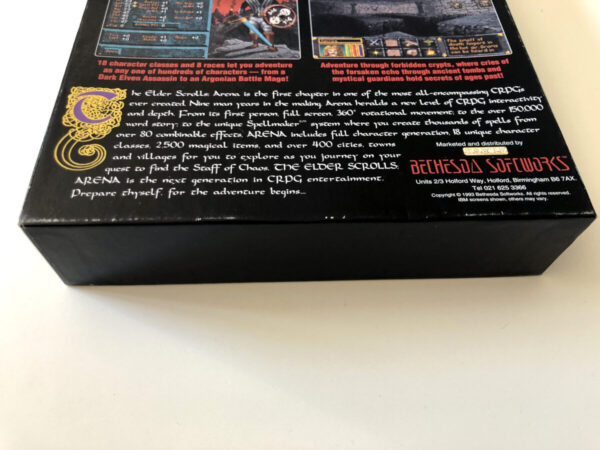 18 character classes and 8 races let you adventure
as any one of hundreds of characters — from a
Dark Elven Assassin to an Argonian Battle Mage!
Adventure through forbidden crypts, where cries of
the forsaken echo through ancient tombs and
mystical guardians hold secrets of ages past!
The Elder Scrolls: Arena is the first chapter in one of the most all-encompassing CRPGs
ever created. Nine man years in the making, Arena heralds a new level of CRPG interactivity
and depth. From its first person, full screen, 360° rotational movement; to the over 150,000
word story; to the unique Spellmaker™ system where you create thousands of spells from
over 80 combinable effects. ARENA includes full character generation, 18 unique character
classes, 2,500 magical items, and over 400 cities, towns
and villages for you to explore as you journey on your
quest to find the Staff of Chaos. THE ELDER SCROLLS:
ARENA is the next generation in CRPG entertainment.
Prepare thyself, for the adventure begins...
Marketed and distributed by
BETHESDA SOFTWORKS
Units 2/3 Holford Way, Holford, Birmingham B6 7AX.
Tel 021 625 3366
Copyright © 1993 Bethesda Softworks. All rights reserved.
IBM screens shown, others may vary.